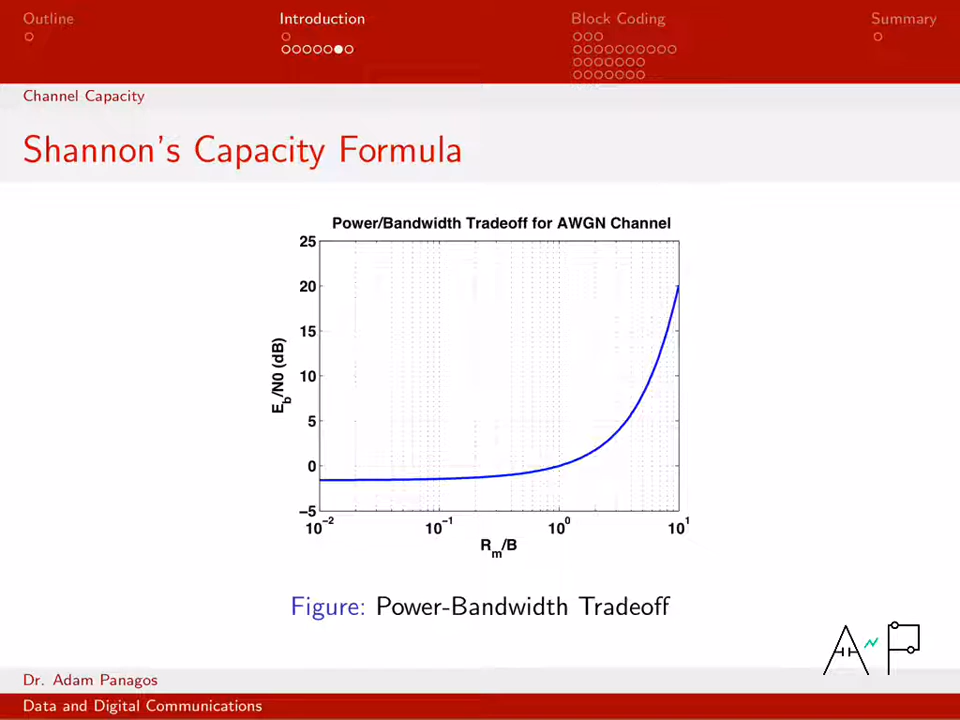 Outline Introduction Block Coding Summary
Channel Capacity
Shannon's Capacity Formula
Power/Bandwidth Tradeoff for AWGN Channel
25
20
15
10
5
0
−5
E_b/N0 (dB)
10^−2 10^−1 10^0 10^1
R_m/B
Figure: Power-Bandwidth Tradeoff
A P
Dr. Adam Panagos
Data and Digital Communications